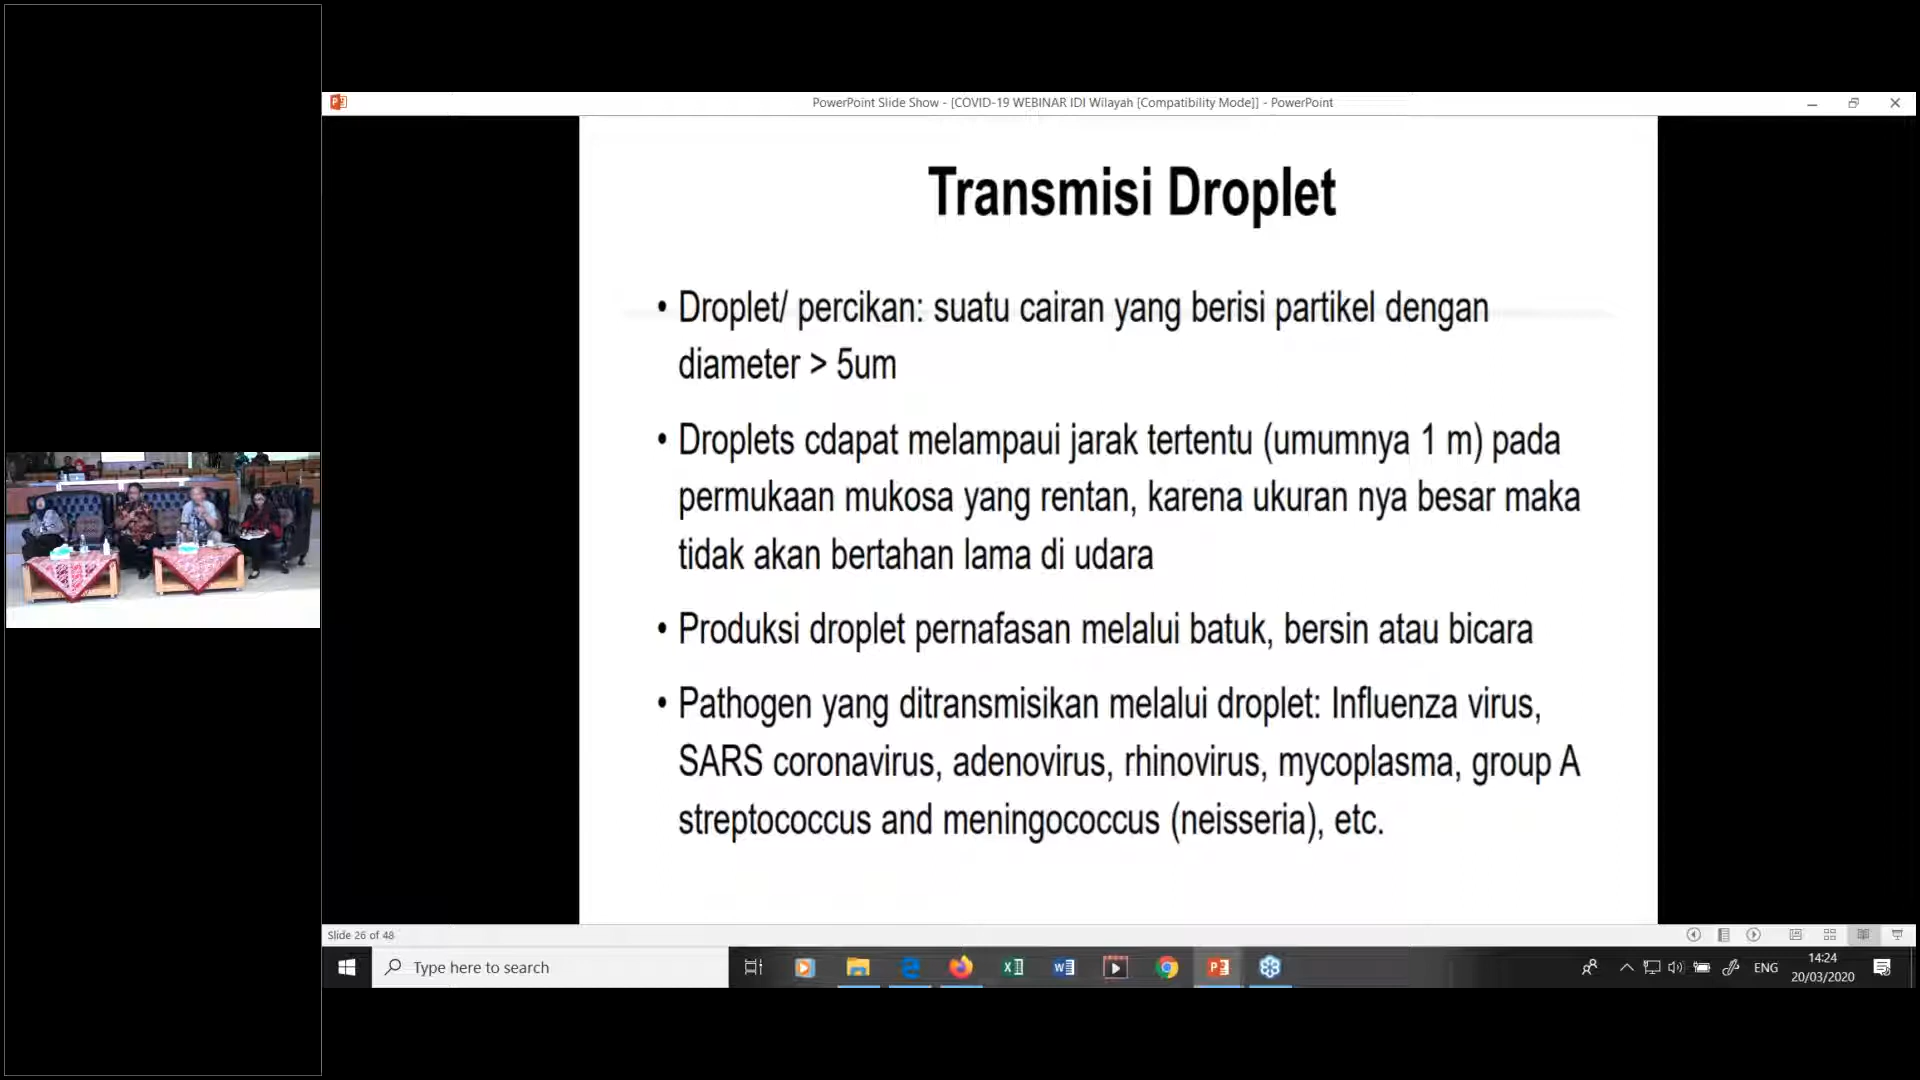 PowerPoint Slide Show - [COVID-19 WEBINAR IDI Wilayah [Compatibility Mode]] - PowerPoint
Transmisi Droplet
• Droplet/ percikan: suatu cairan yang berisi partikel dengan
diameter > 5um
• Droplets cdapat melampaui jarak tertentu (umumnya 1 m) pada
permukaan mukosa yang rentan, karena ukuran nya besar maka
tidak akan bertahan lama di udara
• Produksi droplet pernafasan melalui batuk, bersin atau bicara
• Pathogen yang ditransmisikan melalui droplet: Influenza virus,
SARS coronavirus, adenovirus, rhinovirus, mycoplasma, group A
streptococcus and meningococcus (neisseria), etc.
Slide 26 of 48
Type here to search
ENG
14:24
20/03/2020